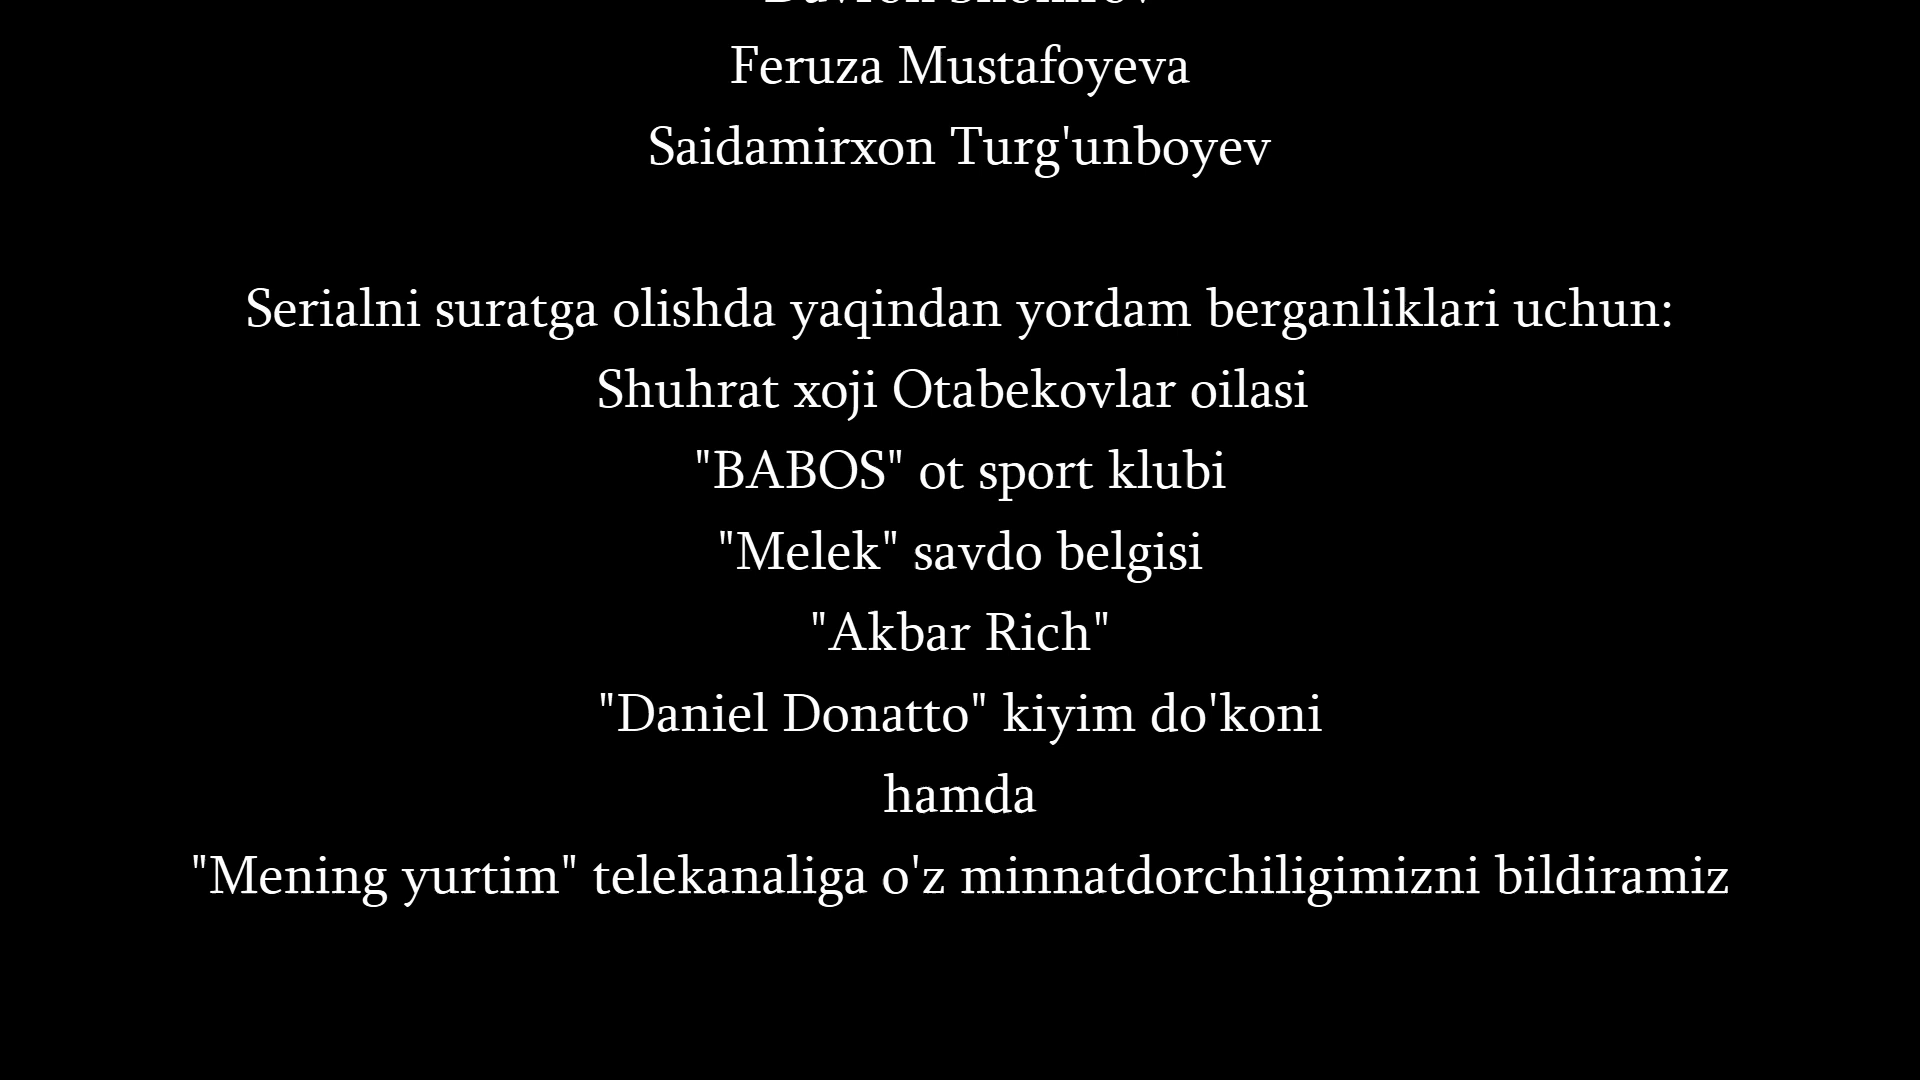 Feruza Mustafoyeva
Saidamirxon Turg'unboyev
Serialni suratga olishda yaqindan yordam berganliklari uchun:
Shuhrat xoji Otabekovlar oilasi
"BABOS" ot sport klubi
"Melek" savdo belgisi
"Akbar Rich"
"Daniel Donatto" kiyim do'koni
hamda
"Mening yurtim" telekanaliga o'z minnatdorchiligimizni bildiramiz